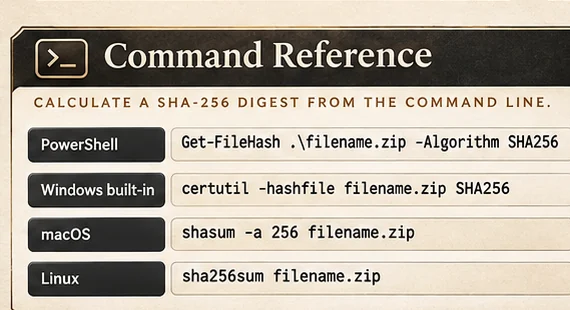 Command Reference
CALCULATE A SHA-256 DIGEST FROM THE COMMAND LINE.
PowerShell Get-FileHash .\filename.zip -Algorithm SHA256
Windows built-in certutil -hashfile filename.zip SHA256
macOS shasum -a 256 filename.zip
Linux sha256sum filename.zip